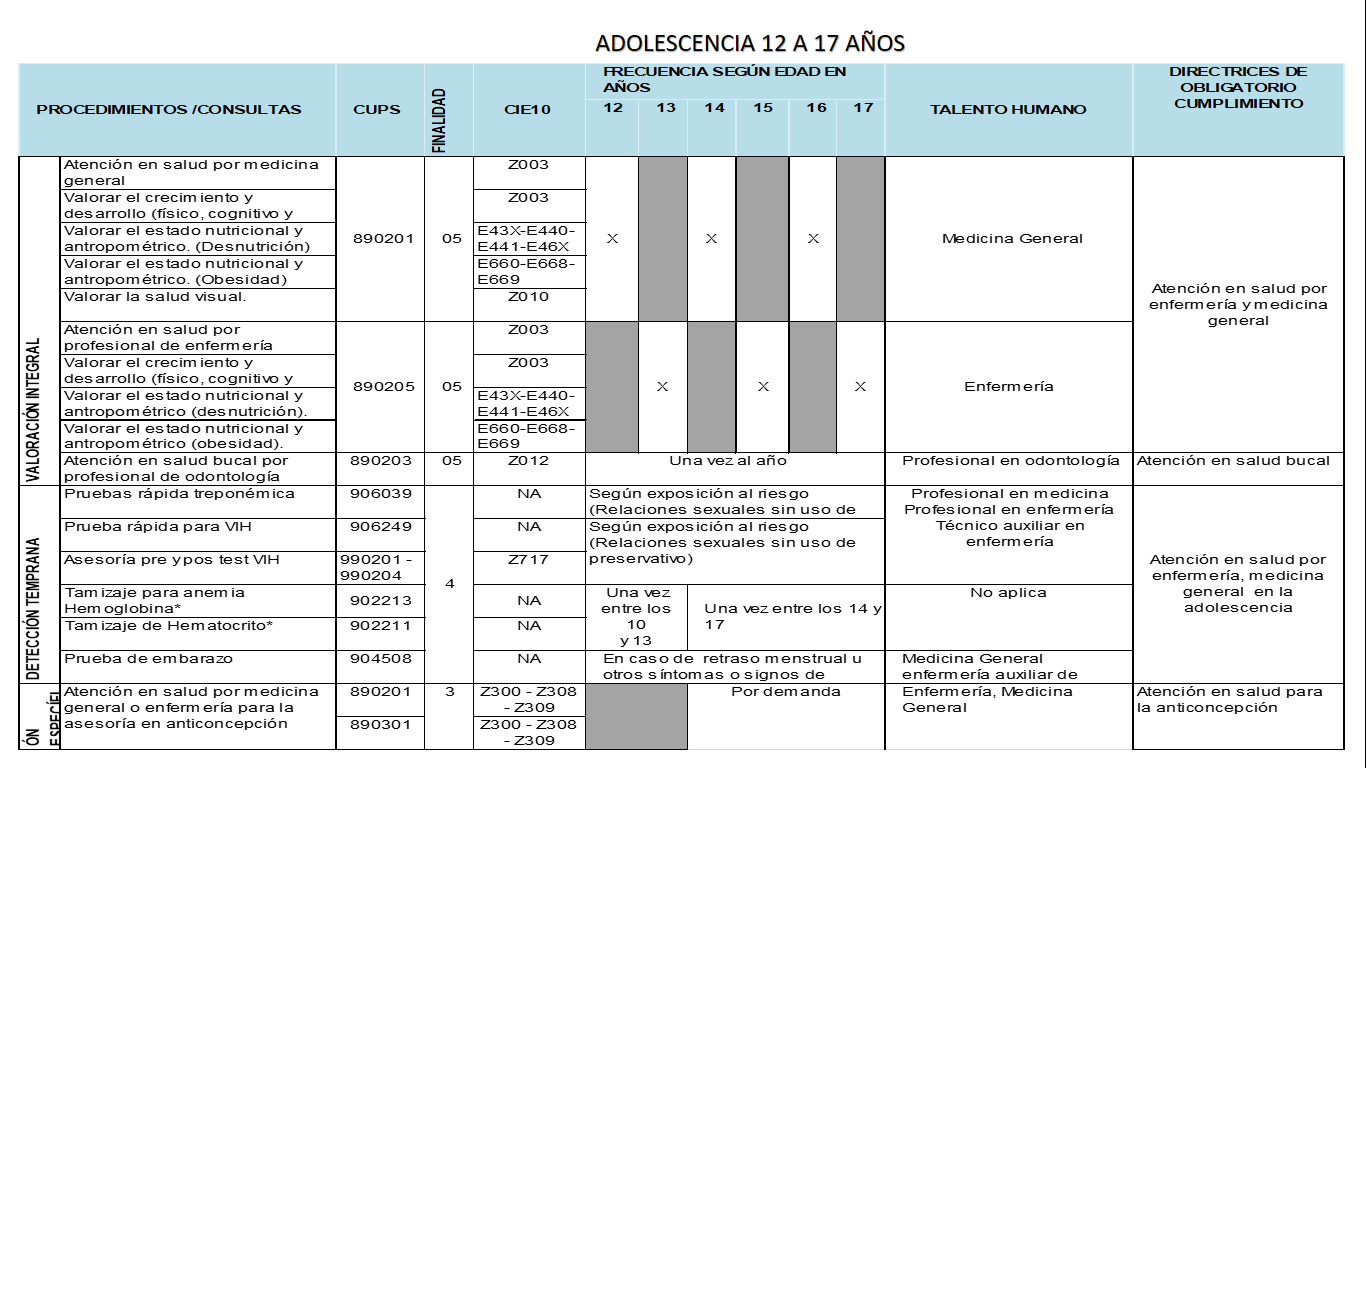 ADOLESCENCIA 12 A 17 AÑOS
PROCEDIMIENTOS /CONSULTAS
CUPS
FINALIDAD
CIE10
FRECUENCIA SEGÚN EDAD EN
AÑOS
12 13 14 15 16 17
TALENTO HUMANO
DIRECTRICES DE
OBLIGATORIO
CUMPLIMIENTO
VALORACIÓN INTEGRAL
Atención en salud por medicina
general
Z003
Valorar el crecimiento y
desarrollo (físico, cognitivo y
Z003
Valorar el estado nutricional y
antropométrico. (Desnutrición)
E43X-E440-
E441-E46X
Valorar el estado nutricional y
antropométrico. (Obesidad)
E660-E668-
E669
Valorar la salud visual.
Z010
890201
05
X X X
Medicina General
Atención en salud por
enfermería y medicina
general
Atención en salud por
profesional de enfermería
Z003
Valorar el crecimiento y
desarrollo (físico, cognitivo y
Z003
Valorar el estado nutricional y
antropométrico (desnutrición).
E43X-E440-
E441-E46X
Valorar el estado nutricional y
antropométrico (obesidad).
E660-E668-
E669
890205
05
X X X
Enfermería
Atención en salud bucal por
profesional de odontología
890203
05
Z012
Una vez al año
Profesional en odontología
Atención en salud bucal
DETECCIÓN TEMPRANA
Pruebas rápida treponémica
906039
NA
Según exposición al riesgo
(Relaciones sexuales sin uso de
Profesional en medicina
Profesional en enfermería
Técnico auxiliar en
enfermería
Prueba rápida para VIH
906249
NA
Según exposición al riesgo
(Relaciones sexuales sin uso de
preservativo)
Asesoría pre y pos test VIH
990201 -
990204
Z717
4
Atención en salud por
enfermería, medicina
general en la
adolescencia
Tamizaje para anemia
Hemoglobina*
902213
NA
Una vez
entre los
10
y 13
Una vez entre los 14 y
17
No aplica
Tamizaje de Hematocrito*
902211
NA
Prueba de embarazo
904508
NA
En caso de retraso menstrual u
otros síntomas o signos de
Medicina General
enfermería auxiliar de
ÓN
ESPECÍFI
Atención en salud por medicina
general o enfermería para la
asesoría en anticoncepción
890201
3
Z300 - Z308
- Z309
Por demanda
Enfermería, Medicina
General
Atención en salud para
la anticoncepción
890301
Z300 - Z308
- Z309